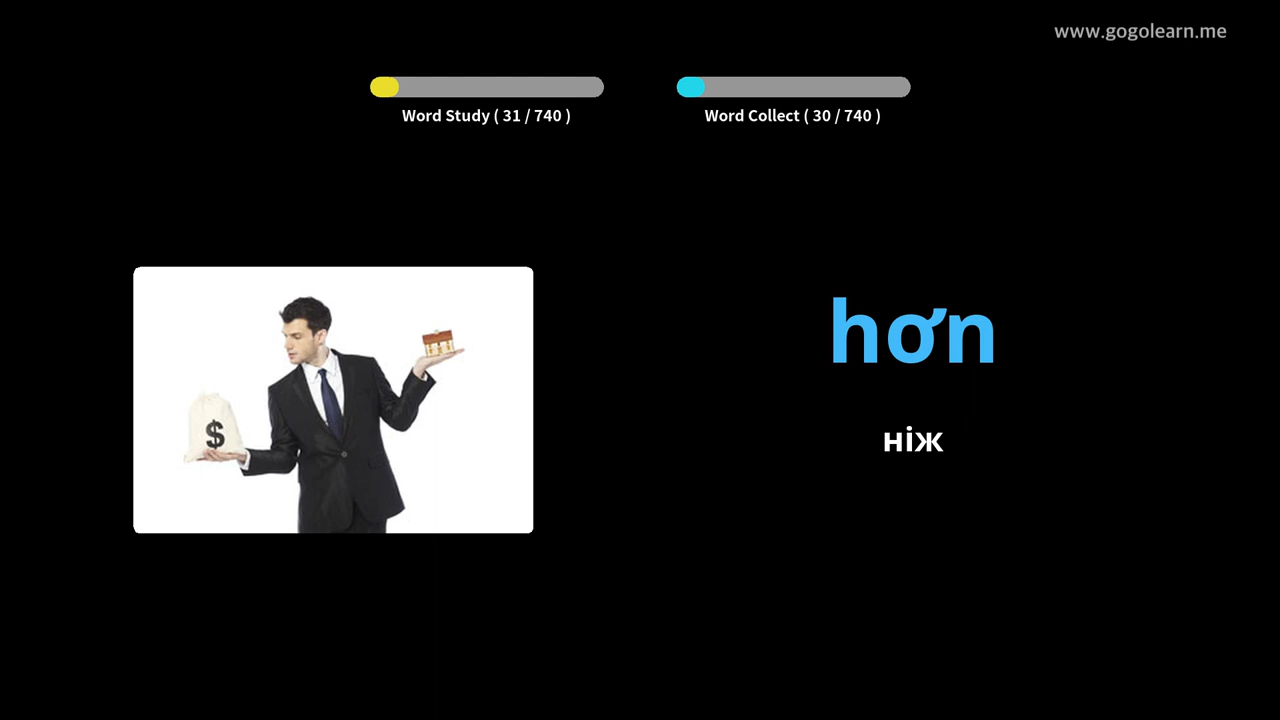 www.gogolearn.me
Word Study ( 31 / 740 )
Word Collect ( 30 / 740 )
$
hơn
ніж